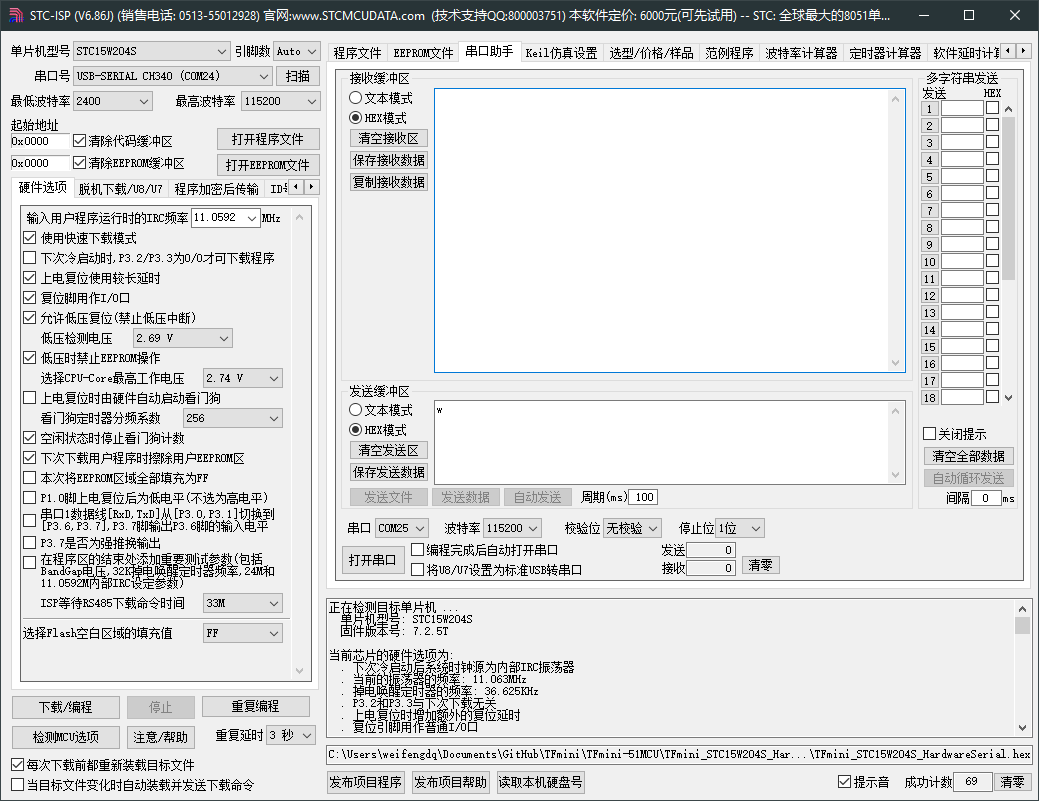 STC-ISP (V6.86J) (销售电话: 0513-55012928) 官网:www.STCMCUDATA.com (技术支持QQ:800003751) 本软件定价: 6000元(可先试用) -- STC: 全球最大的8051单...
单片机型号 STC15W204S 引脚数 Auto
串口号 USB-SERIAL CH340 (COM24) 扫描
最低波特率 2400 最高波特率 115200
起始地址
0x0000 清除代码缓冲区 打开程序文件
0x0000 清除EEPROM缓冲区 打开EEPROM文件
硬件选项 脱机下载/U8/U7 程序加密后传输
输入用户程序运行时的IRC频率 11.0592 MHz
使用快速下载模式
下次冷启动时,P3.2/P3.3为0/0才可下载程序
上电复位使用较长延时
复位脚用作I/O口
允许低压复位(禁止低压中断)
低压检测电压 2.69 V
低压时禁止EEPROM操作
选择CPU-Core最高工作电压 2.74 V
上电复位时由硬件自动启动看门狗
看门狗定时器分频系数 256
空闲状态时停止看门狗计数
下次下载用户程序时擦除用户EEPROM区
本次将EEPROM区域全部填充为FF
P1.0脚上电复位后为低电平(不选为高电平)
串口1数据线[RxD,TxD]从[P3.0, P3.1]切换到
[P3.6, P3.7],P3.7脚输出P3.6脚的输入电平
P3.7是否为强推换输出
在程序区的结束处添加重要测试参数(包括
BandGap电压,32K掉电唤醒定时器频率,24M和
11.0592M内部IRC设定参数)
ISP等待RS485下载命令时间 33M
选择Flash空白区域的填充值 FF
下载/编程 停止 重复编程
检测MCU选项 注意/帮助 重复延时 3 秒
每次下载前都重新装载目标文件
当目标文件变化时自动装载并发送下载命令
程序文件 EEPROM文件 串口助手 Keil仿真设置 选型/价格/样品 范例程序 波特率计算器 定时器计算器 软件延时计
接收缓冲区
文本模式
HEX模式
清空接收区
保存接收数据
复制接收数据
发送缓冲区
文本模式
HEX模式
清空发送区
保存发送数据
w
发送文件 发送数据 自动发送 周期(ms) 100
串口 COM25 波特率 115200 校验位 无校验 停止位 1位
打开串口
编程完成后自动打开串口
将U8/U7设置为标准USB转串口
发送 0
接收 0
清零
多字符串发送
发送 HEX
1
2
3
4
5
6
7
8
9
10
11
12
13
14
15
16
17
18
关闭提示
清空全部数据
自动循环发送
间隔 0 ms
正在检测目标单片机 ...
单片机型号: STC15W204S
固件版本号: 7.2.5T
当前芯片的硬件选项为:
. 下次冷启动后系统时钟源为内部IRC振荡器
. 当前的振荡器的频率: 11.063MHz
. 掉电唤醒定时器的频率: 36.625KHz
. P3.2和P3.3与下次下载无关
. 上电复位时增加额外的复位延时
. 复位引脚用作普通I/O口
C:\Users\weifengdq\Documents\GitHub\TFmini\TFmini-51MCU\TFmini_STC15W204S_Har...\TFmini_STC15W204S_HardwareSerial.hex
发布项目程序 发布项目帮助 读取本机硬盘号 提示音 成功计数 69 清零